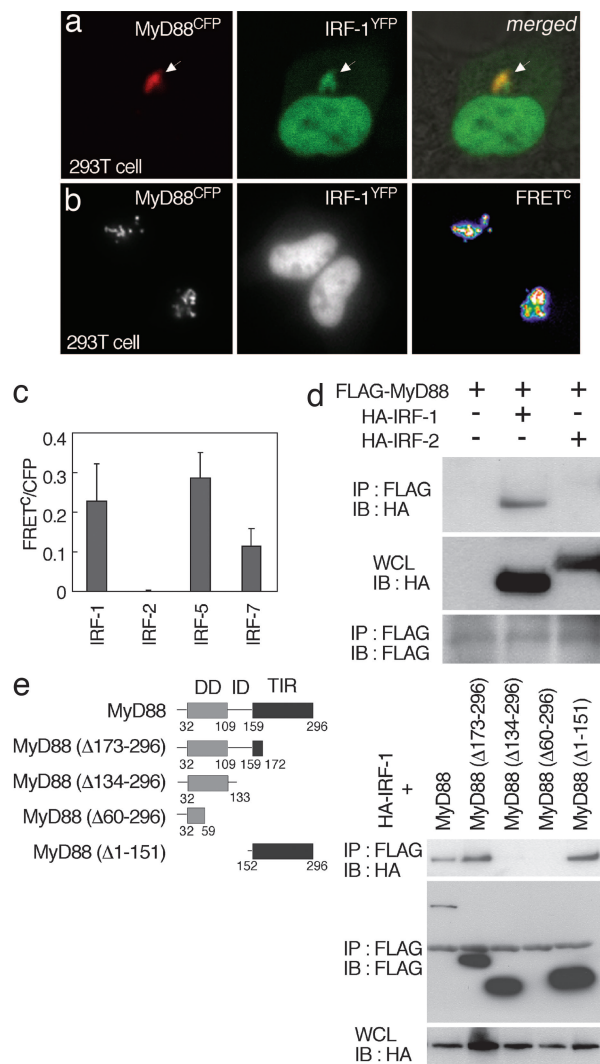 a
MyD88CFP
IRF-1YFP
merged
293T cell
b
MyD88CFP
IRF-1YFP
FRETC
293T cell
c
FRETC/CFP
0.4
0.3
0.2
0.1
0
IRF-1
IRF-2
IRF-5
IRF-7
d
FLAG-MyD88 + + +
HA-IRF-1 - + -
HA-IRF-2 - - +
IP : FLAG
IB : HA
WCL
IB : HA
IP : FLAG
IB : FLAG
e
DD ID TIR
MyD88
32 109 159 296
MyD88 (Δ173-296)
32 109 159 172
MyD88 (Δ134-296)
32 133
MyD88 (Δ60-296)
32 59
MyD88 (Δ1-151)
152 296
HA-IRF-1
+
MyD88
MyD88 (Δ173-296)
MyD88 (Δ134-296)
MyD88 (Δ60-296)
MyD88 (Δ1-151)
IP : FLAG
IB : HA
IP : FLAG
IB : FLAG
WCL
IB : HA